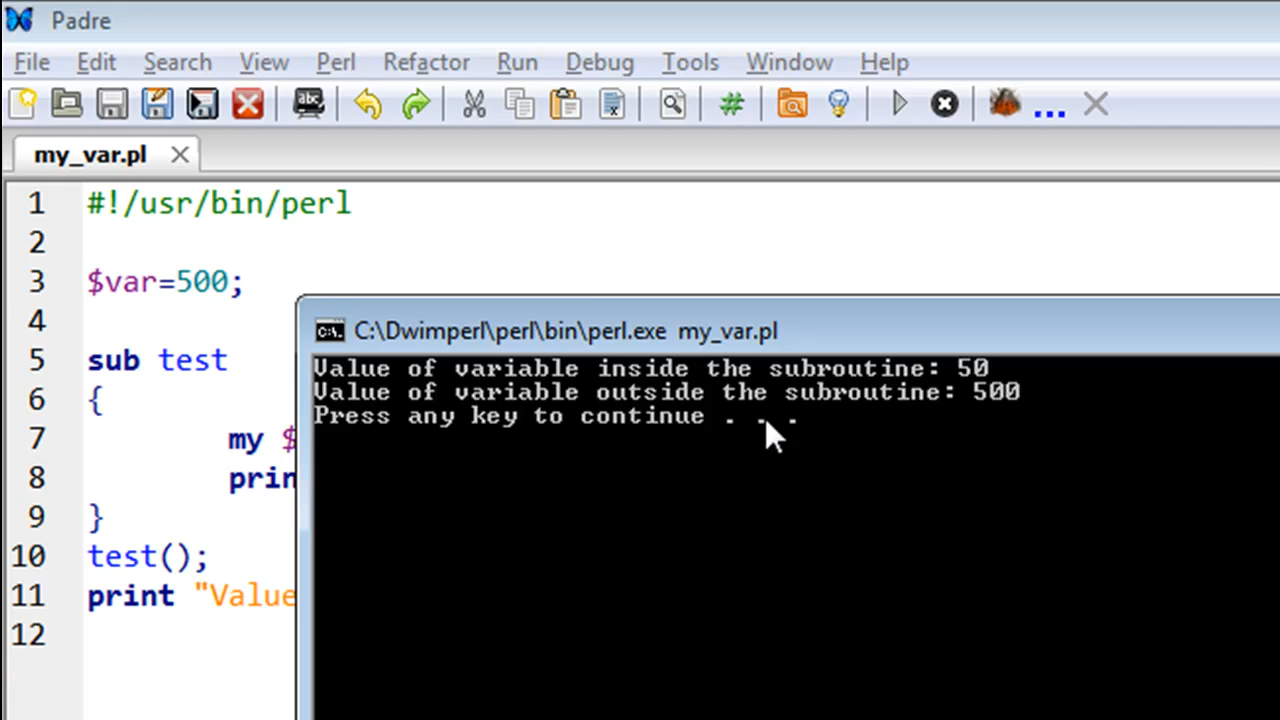 Padre
File Edit Search View Perl Refactor Run Debug Tools Window Help
abc # ...
my_var.pl
1 #!/usr/bin/perl
2
3 $var=500;
4
5 sub test
6 {
7 my $
8 prin
9 }
10 test();
11 print "Value
12
C:\. C:\Dwimperl\perl\bin\perl.exe my_var.pl
Value of variable inside the subroutine: 50
Value of variable outside the subroutine: 500
Press any key to continue . . .